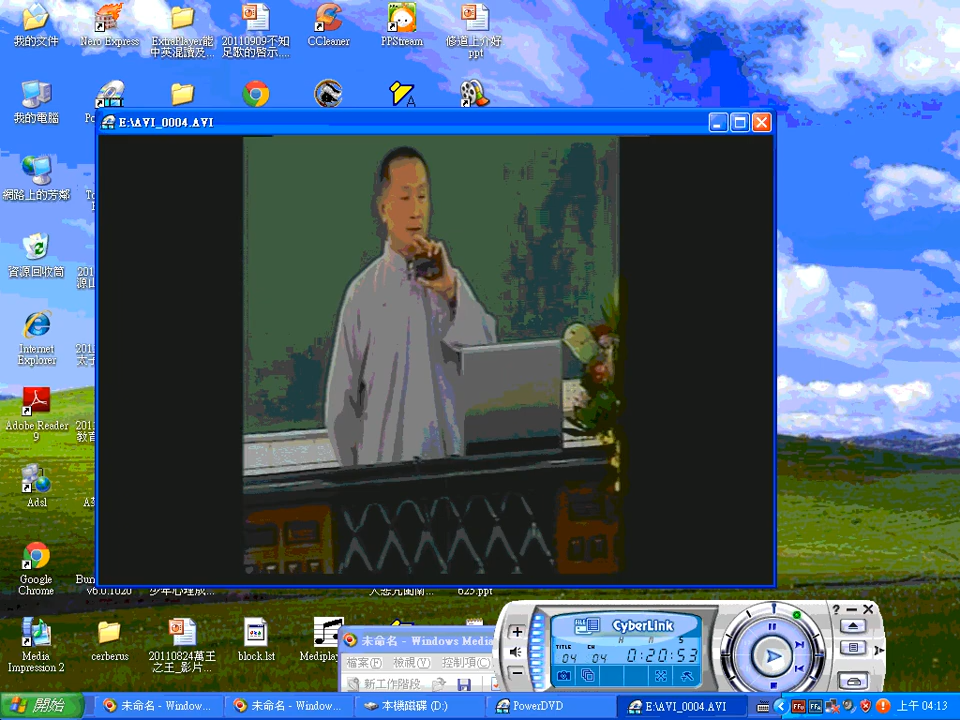 我的文件
Nero Express
ExtraPlayer能
中英混讀及...
20110909不知
足歌的啓示....
CCleaner
PPStream
修道上介好
ppt
我的電腦
E:\AVI_0004.AVI
網路上的芳鄰
資源回收筒
Internet
Explorer
Adobe Reader
9
Adsl
Google
Chrome
v6.0.1020
623.ppt
Media
Impression 2
cerberus
20110824萬王
之王_影片...
block.lst
未命名 - Windows Media
檔案(F)
檢視(V)
控制項(C)
新工作階段
CyberLink
H M S
TITLE
CH
04
04
0:20:53
開始
未命名 - Window...
未命名 - Window...
本機磁碟 (D:)
PowerDVD
E:\AVI_0004.AVI
上午 04:13